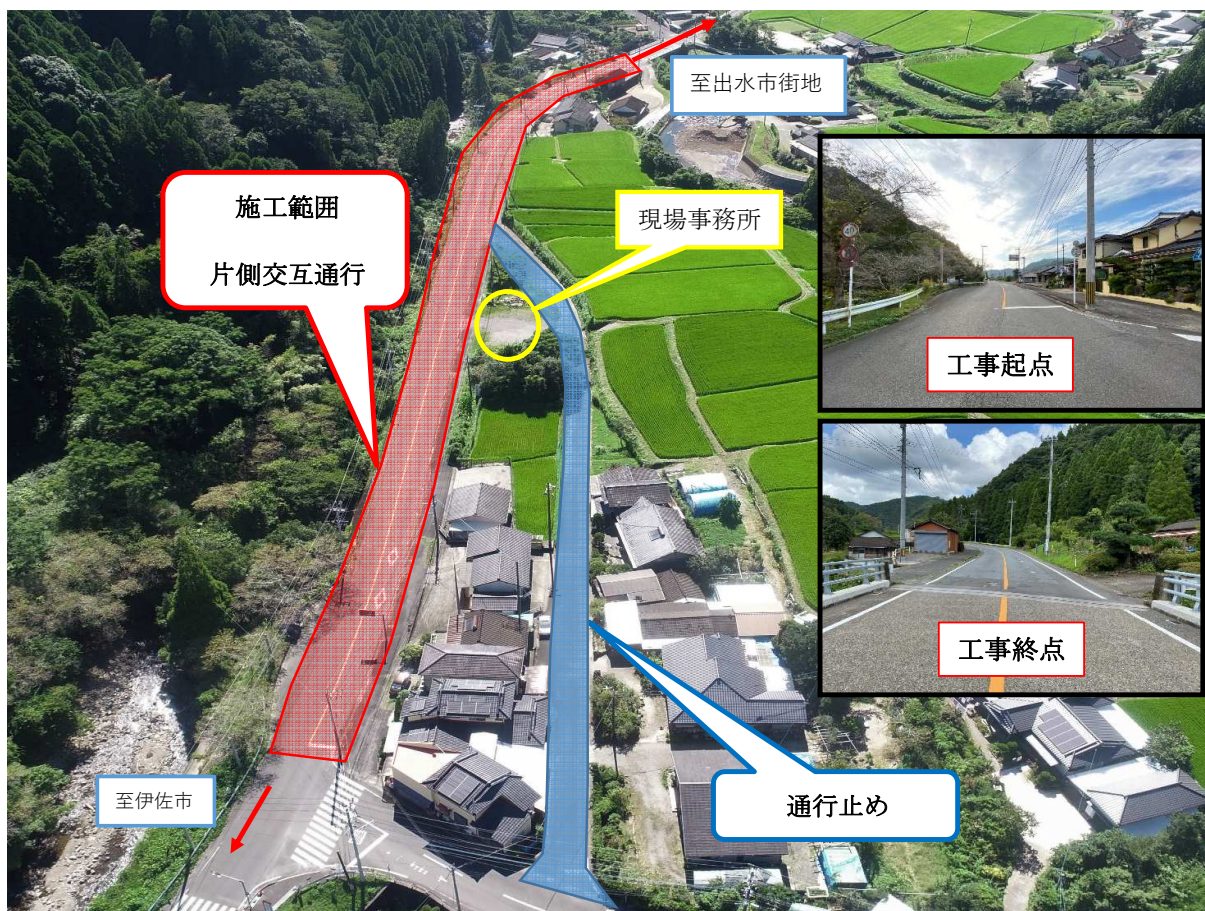 至出水市街地
施工範囲
片側交互通行
現場事務所
工事起点
工事終点
至伊佐市
通行止め